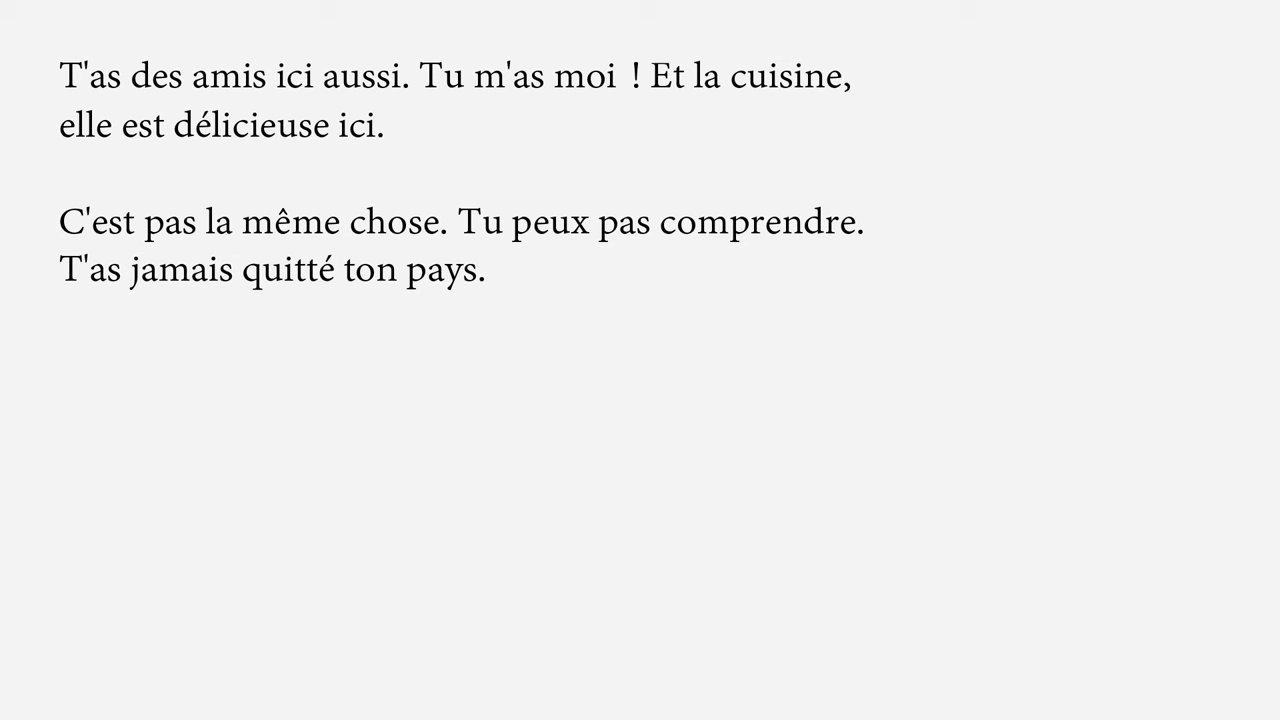 T'as des amis ici aussi. Tu m'as moi ! Et la cuisine,
elle est délicieuse ici.
C'est pas la même chose. Tu peux pas comprendre.
T'as jamais quitté ton pays.